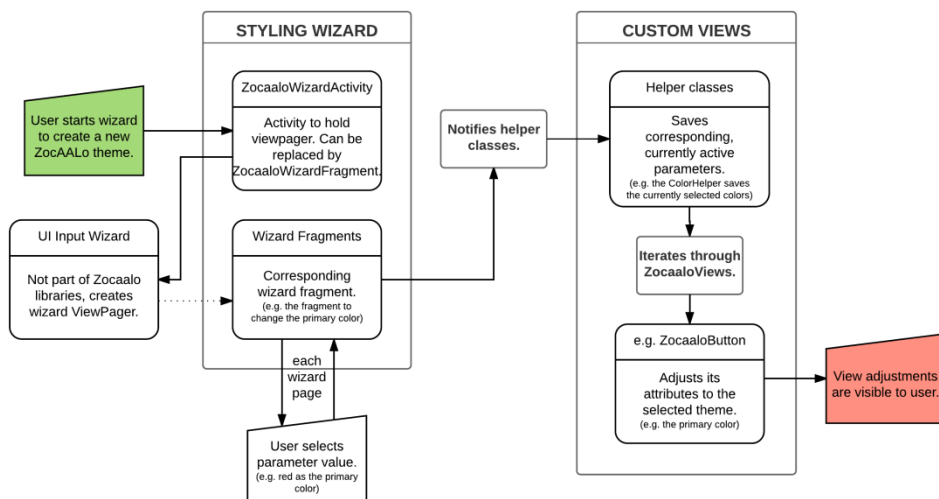 STYLING WIZARD
CUSTOM VIEWS
User starts wizard
to create a new
ZocAALo theme.
ZocaaloWizardActivity
Activity to hold
viewpager. Can be
replaced by
ZocaaloWizardFragment.
UI Input Wizard
Not part of Zocaalo
libraries, creates
wizard ViewPager.
Wizard Fragments
Corresponding
wizard fragment.
(e.g. the fragment to
change the primary color)
each
wizard
page
User selects
parameter value.
(e.g. red as the primary
color)
Notifies helper
classes.
Helper classes
Saves
corresponding,
currently active
parameters.
(e.g. the ColorHelper saves
the currently selected colors)
Iterates through
ZocaaloViews.
e.g. ZocaaloButton
Adjusts its
attributes to the
selected theme.
(e.g. the primary color)
View adjustments
are visible to user.